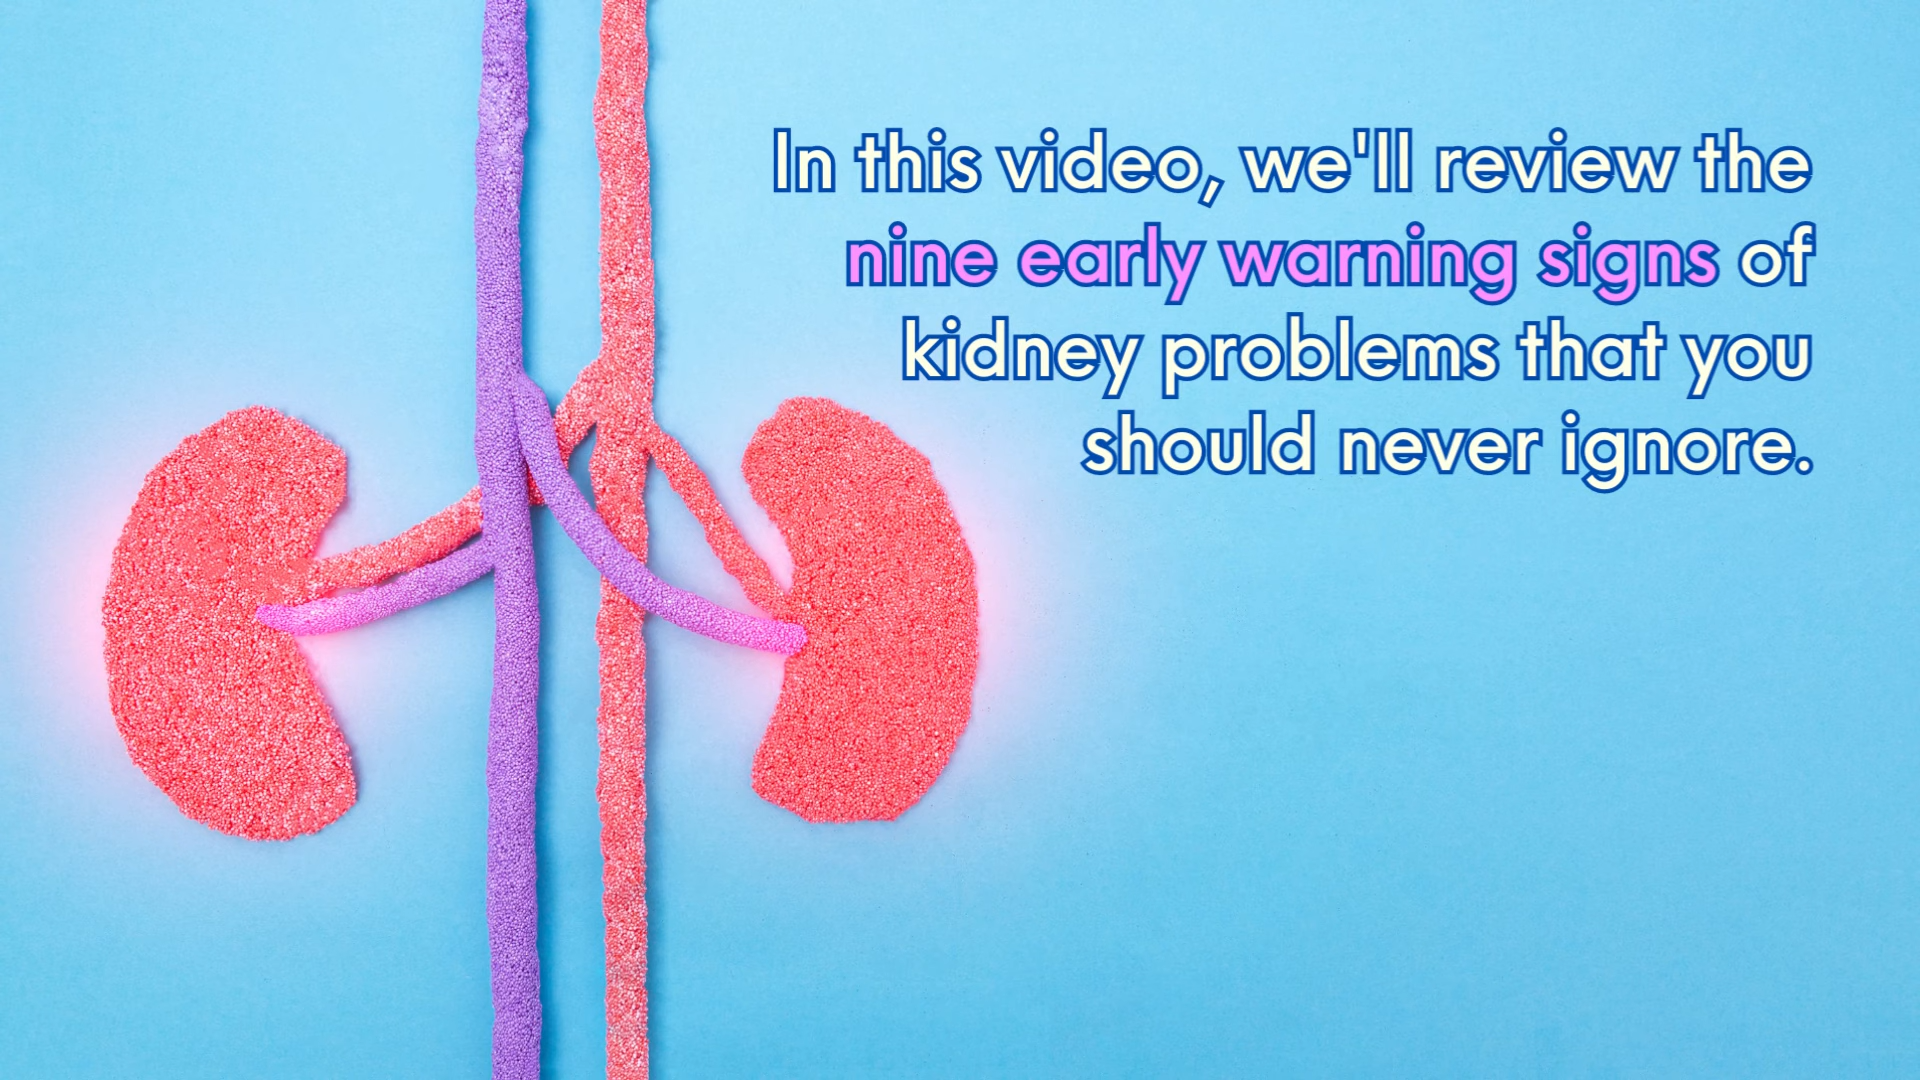 In this video, we'll review the
nine early warning signs of
kidney problems that you
should never ignore.